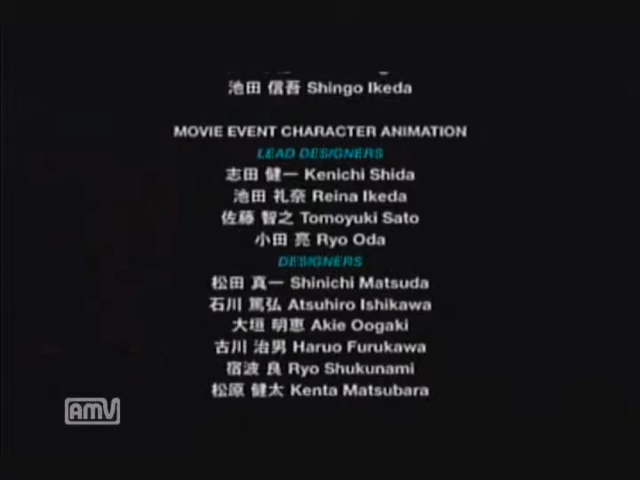 池田 信吾 Shingo Ikeda
MOVIE EVENT CHARACTER ANIMATION
LEAD DESIGNERS
志田 健一 Kenichi Shida
池田 礼奈 Reina Ikeda
佐藤 智之 Tomoyuki Sato
小田 亮 Ryo Oda
DESIGNERS
松田 真一 Shinichi Matsuda
石川 篤弘 Atsuhiro Ishikawa
大垣 明恵 Akie Oogaki
古川 治男 Haruo Furukawa
宿波 良 Ryo Shukunami
松原 健太 Kenta Matsubara
AMV